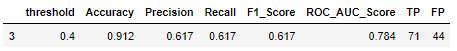 threshold Accuracy Precision Recall F1_Score ROC_AUC_Score TP FP
3 0.4 0.912 0.617 0.617 0.617 0.784 71 44